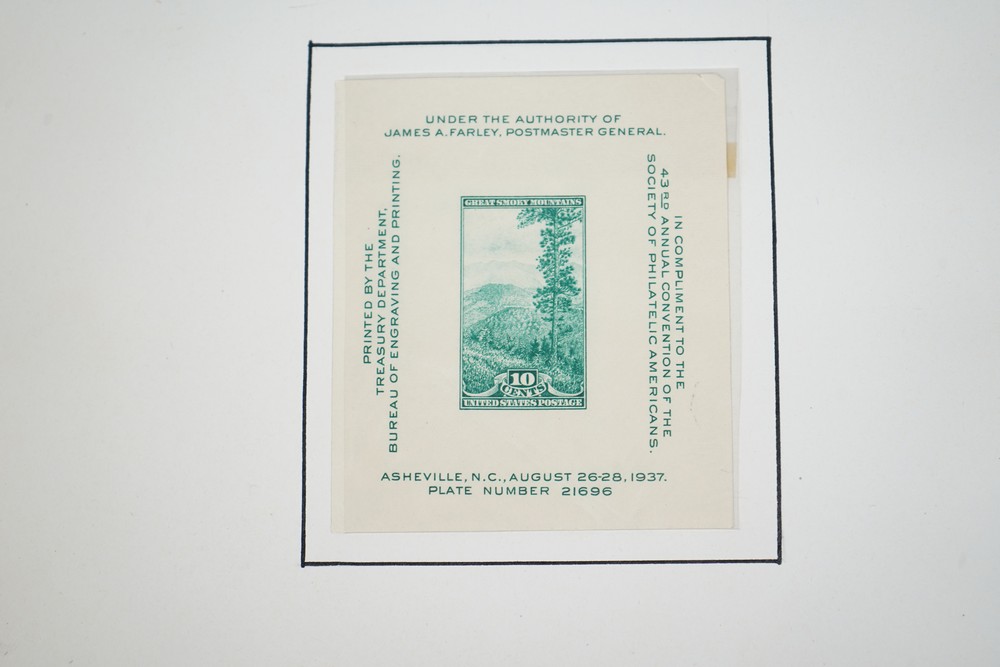 UNDER THE AUTHORITY OF
JAMES A. FARLEY, POSTMASTER GENERAL.
PRINTED BY THE
TREASURY DEPARTMENT,
BUREAU OF ENGRAVING AND PRINTING.
GREAT SMOKY MOUNTAINS
10
CENTS
UNITED STATES POSTAGE
IN COMPLIMENT TO THE
43RD ANNUAL CONVENTION OF THE
SOCIETY OF PHILATELIC AMERICANS.
ASHEVILLE, N.C., AUGUST 26-28, 1937.
PLATE NUMBER 21696